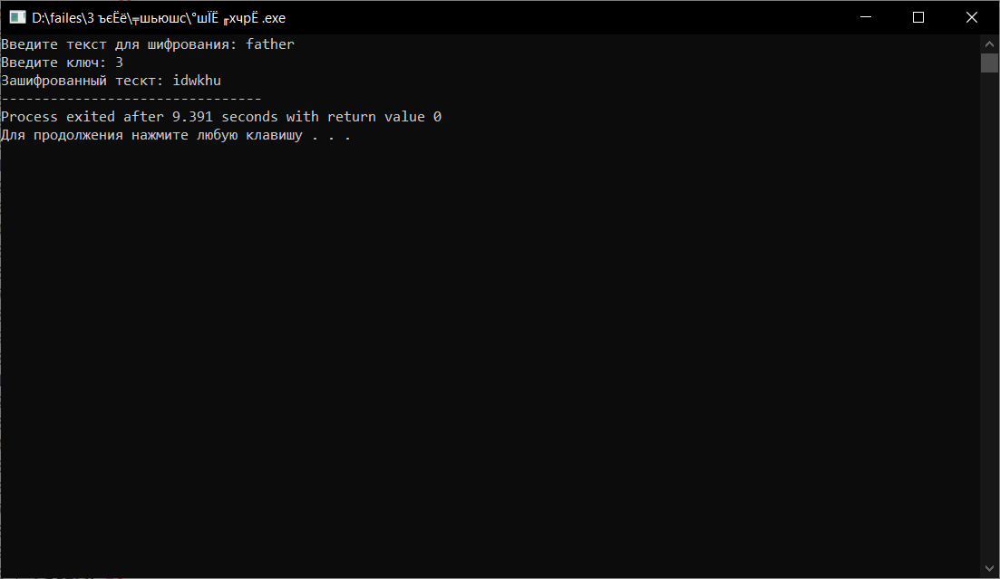 D:\failes\3 ъєЁё\╤шьюшс\°шЇЁ ╓хчрЁ .exe
Введите текст для шифрования: father
Введите ключ: 3
Зашифрованный тескт: idwkhu
--------------------------------
Process exited after 9.391 seconds with return value 0
Для продолжения нажмите любую клавишу . . .